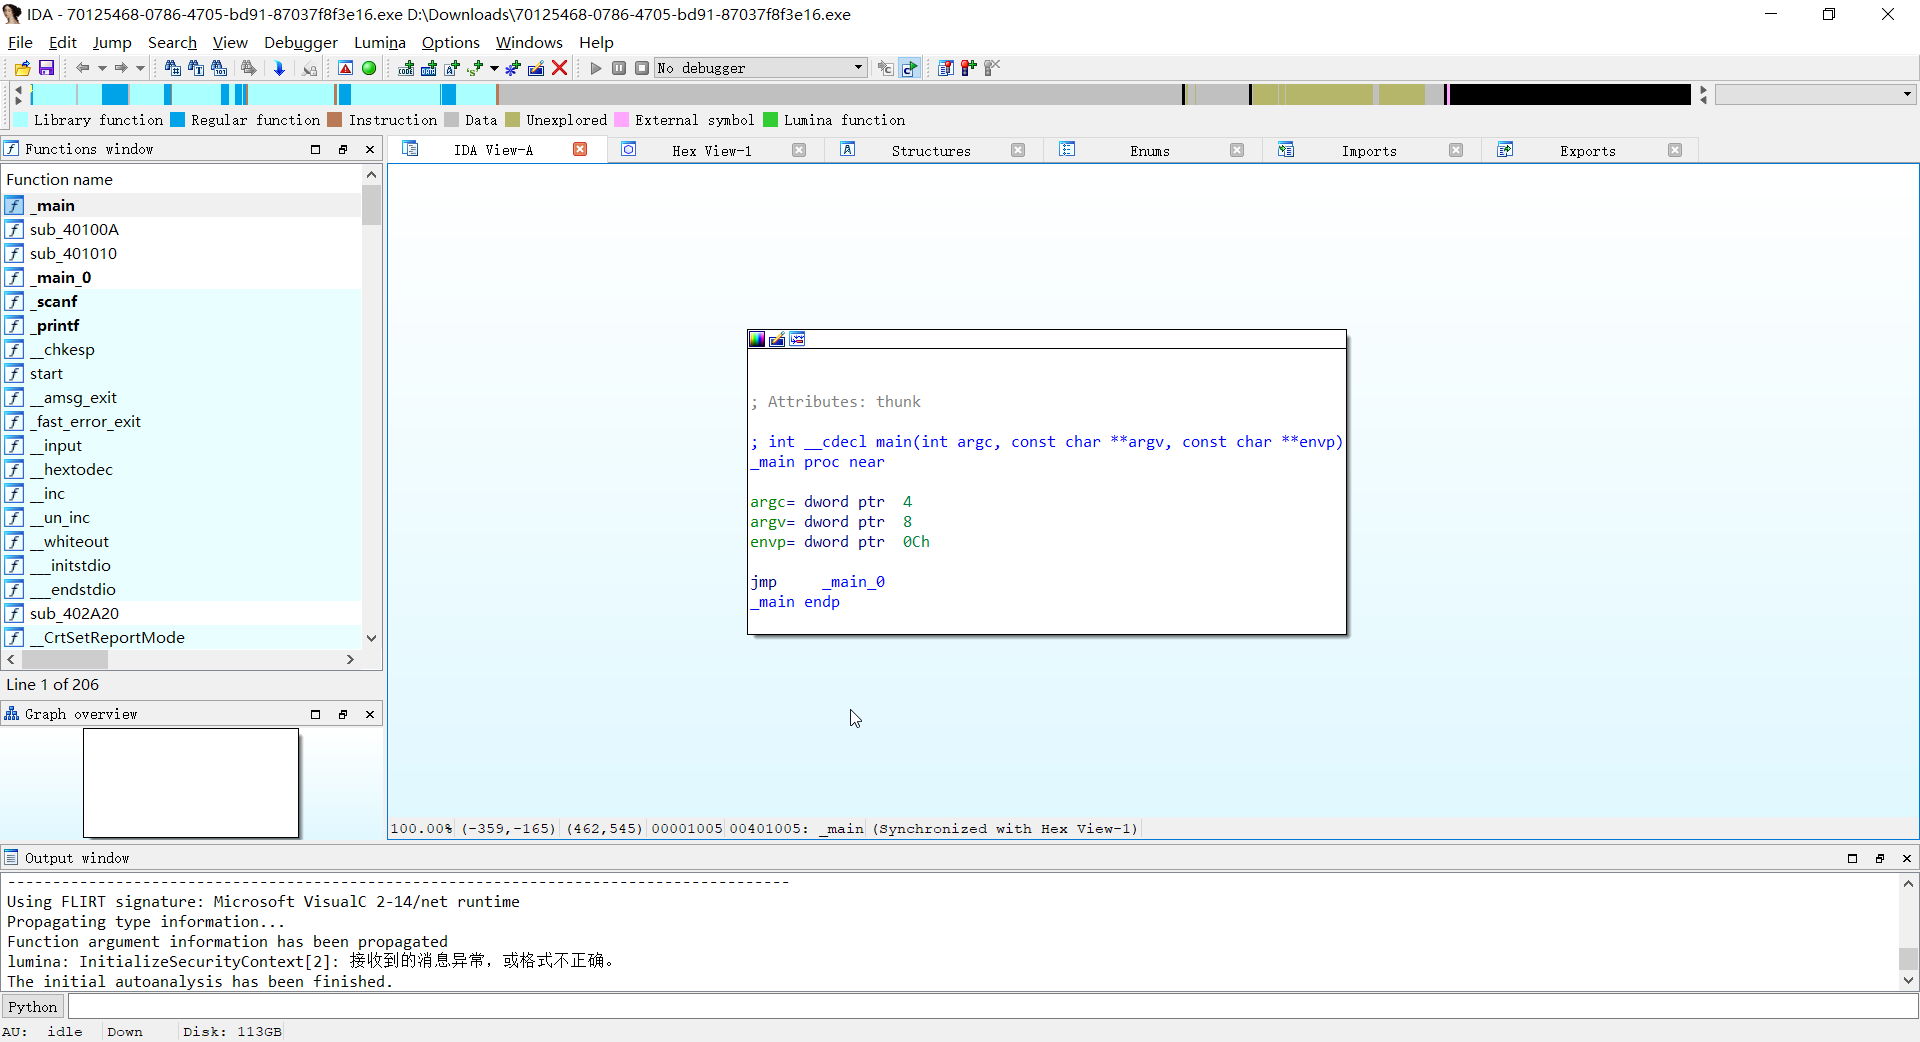 IDA - 70125468-0786-4705-bd91-87037f8f3e16.exe D:\Downloads\70125468-0786-4705-bd91-87037f8f3e16.exe
File Edit Jump Search View Debugger Lumina Options Windows Help
No debugger
Library function Regular function Instruction Data Unexplored External symbol Lumina function
Functions window
IDA View-A Hex View-1 Structures Enums Imports Exports
Function name
_main
sub_40100A
sub_401010
_main_0
_scanf
_printf
__chkesp
start
__amsg_exit
_fast_error_exit
__input
__hextodec
__inc
__un_inc
__whiteout
___initstdio
___endstdio
sub_402A20
__CrtSetReportMode
Line 1 of 206
Graph overview
; Attributes: thunk
; int __cdecl main(int argc, const char **argv, const char **envp)
_main proc near
argc= dword ptr  4
argv= dword ptr  8
envp= dword ptr  0Ch
jmp     _main_0
_main endp
100.00% (-359,-165) (462,545) 00001005 00401005: _main (Synchronized with Hex View-1)
Output window
---------------------------------------------------------------------------------------
Using FLIRT signature: Microsoft VisualC 2-14/net runtime
Propagating type information...
Function argument information has been propagated
lumina: InitializeSecurityContext[2]: 接收到的消息异常，或格式不正确。
The initial autoanalysis has been finished.
Python
AU: idle Down Disk: 113GB